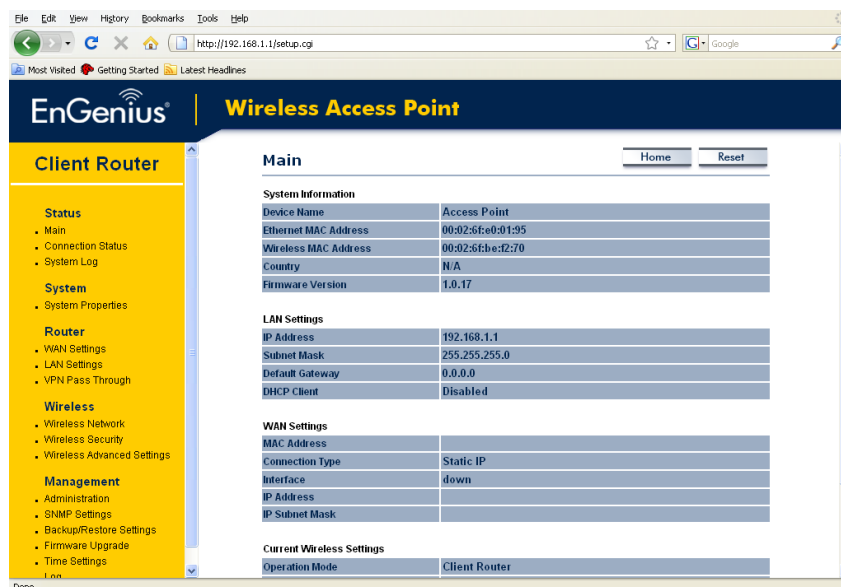 File Edit View History Bookmarks Tools Help
http://192.168.1.1/setup.cgi
G Google
Most Visited Getting Started Latest Headlines
EnGenius®
Wireless Access Point
Client Router
Status
Main
Connection Status
System Log
System
System Properties
Router
WAN Settings
LAN Settings
VPN Pass Through
Wireless
Wireless Network
Wireless Security
Wireless Advanced Settings
Management
Administration
SNMP Settings
Backup/Restore Settings
Firmware Upgrade
Time Settings
Log
Main
Home Reset
System Information
Device Name Access Point
Ethernet MAC Address 00:02:6f:e0:01:95
Wireless MAC Address 00:02:6f:be:f2:70
Country N/A
Firmware Version 1.0.17
LAN Settings
IP Address 192.168.1.1
Subnet Mask 255.255.255.0
Default Gateway 0.0.0.0
DHCP Client Disabled
WAN Settings
MAC Address
Connection Type Static IP
Interface down
IP Address
IP Subnet Mask
Current Wireless Settings
Operation Mode Client Router
Done